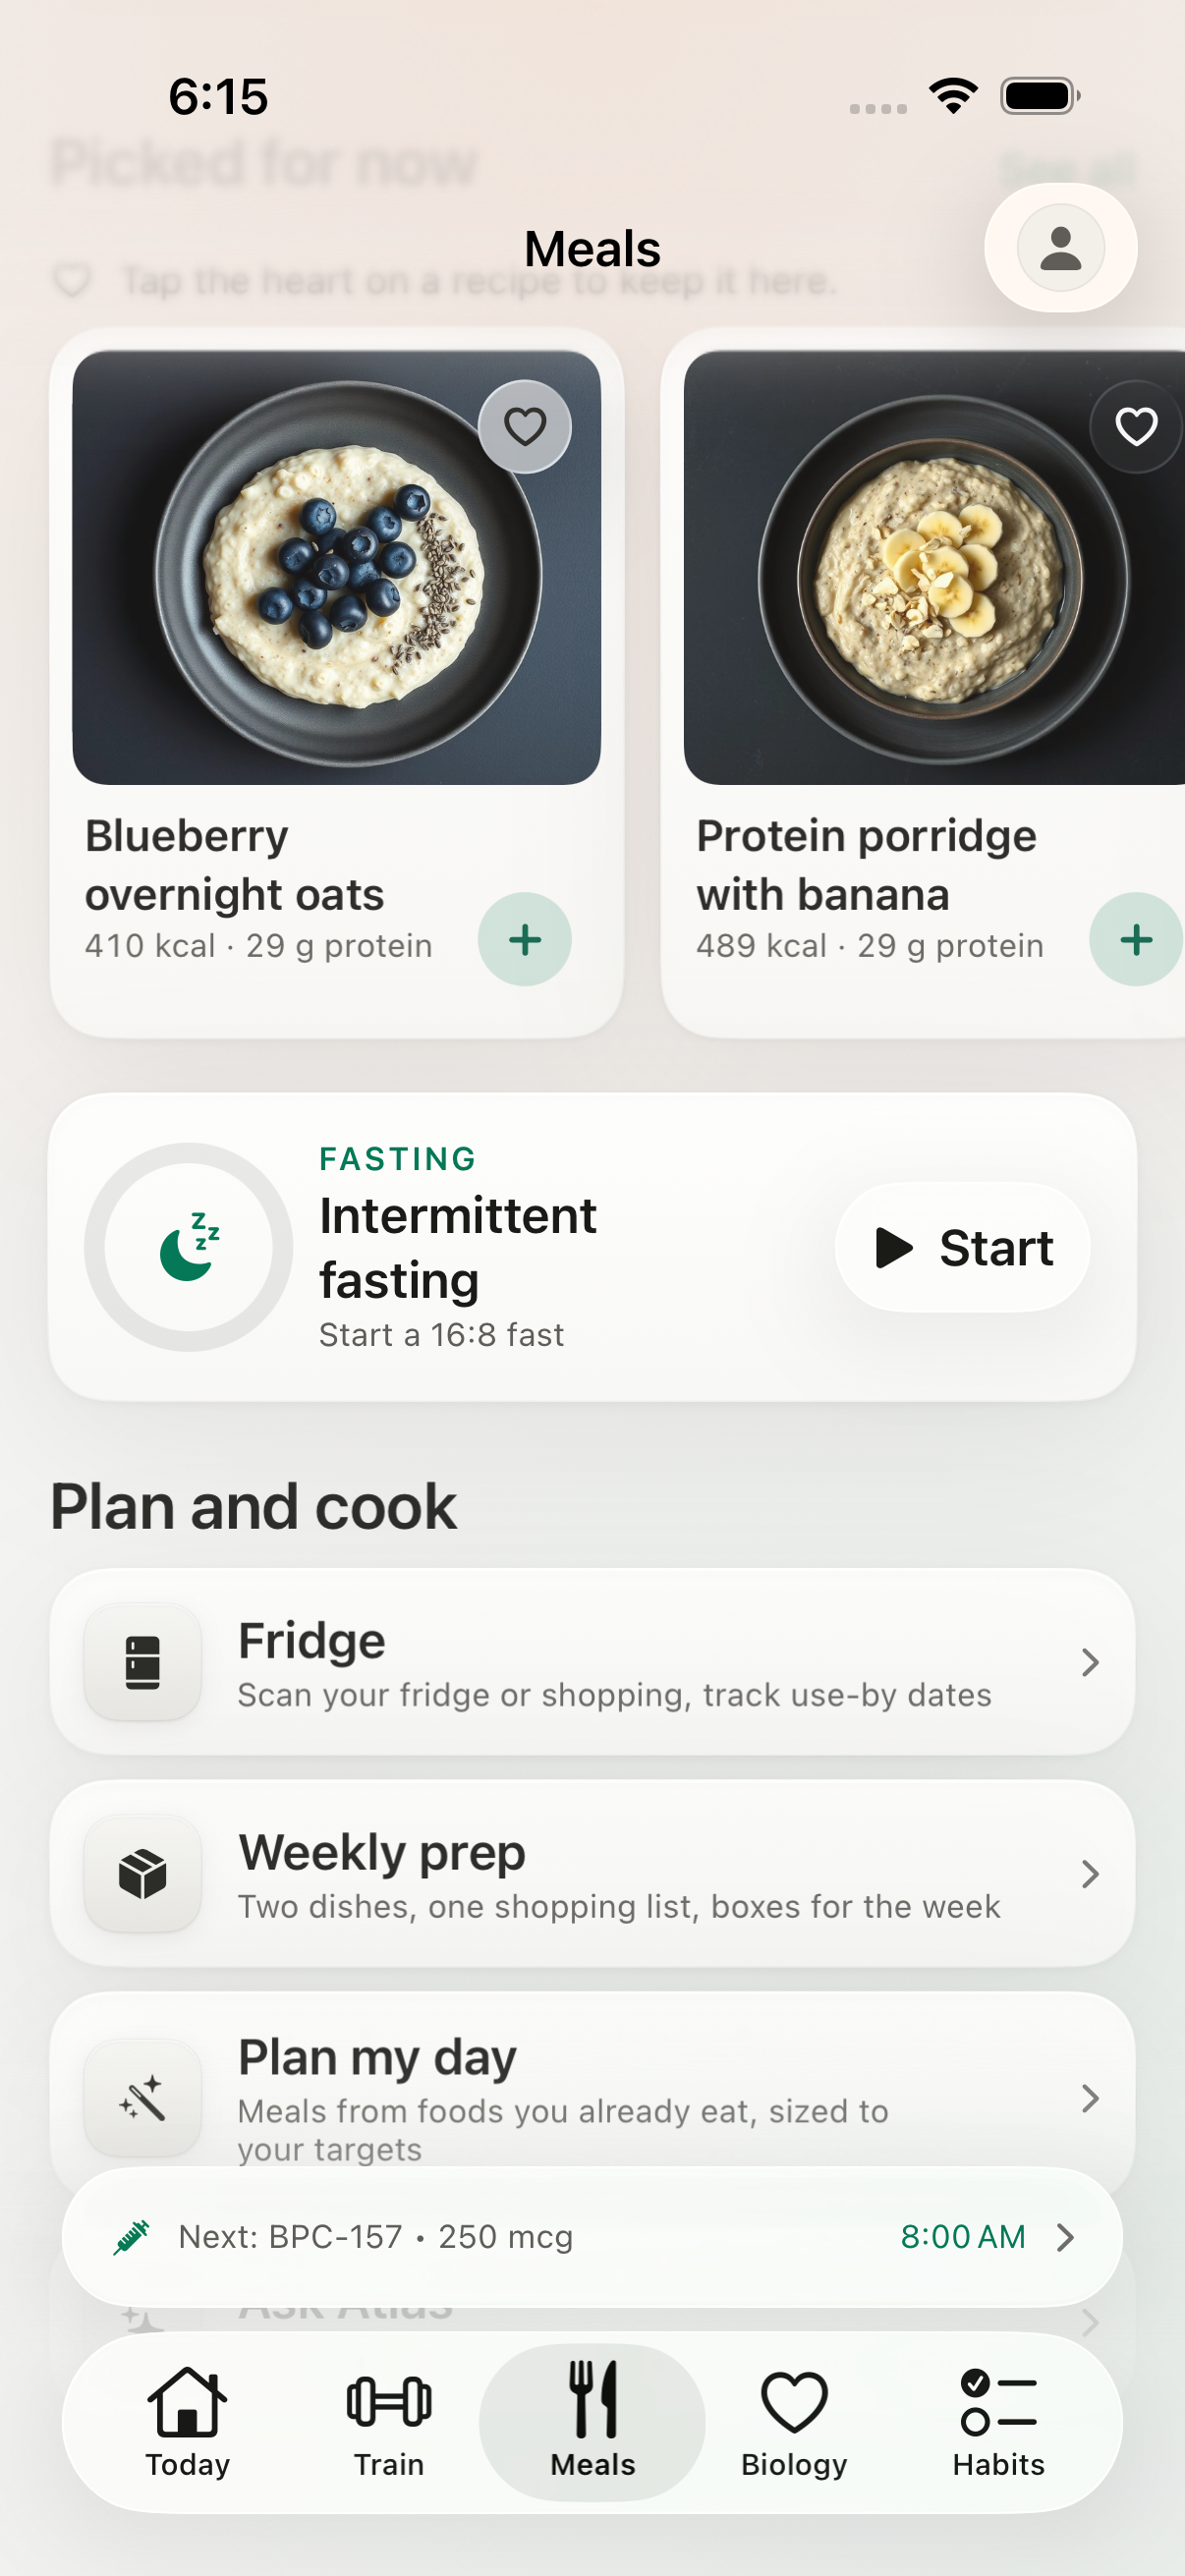 6:15
Picked for now
See all
Meals
Tap the heart on a recipe to keep it here.
Blueberry
overnight oats
410 kcal · 29 g protein
Protein porridge
with banana
489 kcal · 29 g protein
FASTING
Intermittent
fasting
Start a 16:8 fast
Start
Plan and cook
Fridge
Scan your fridge or shopping, track use-by dates
Weekly prep
Two dishes, one shopping list, boxes for the week
Plan my day
Meals from foods you already eat, sized to
your targets
Next: BPC-157 • 250 mcg
8:00 AM
Ask Atlas
Today
Train
Meals
Biology
Habits